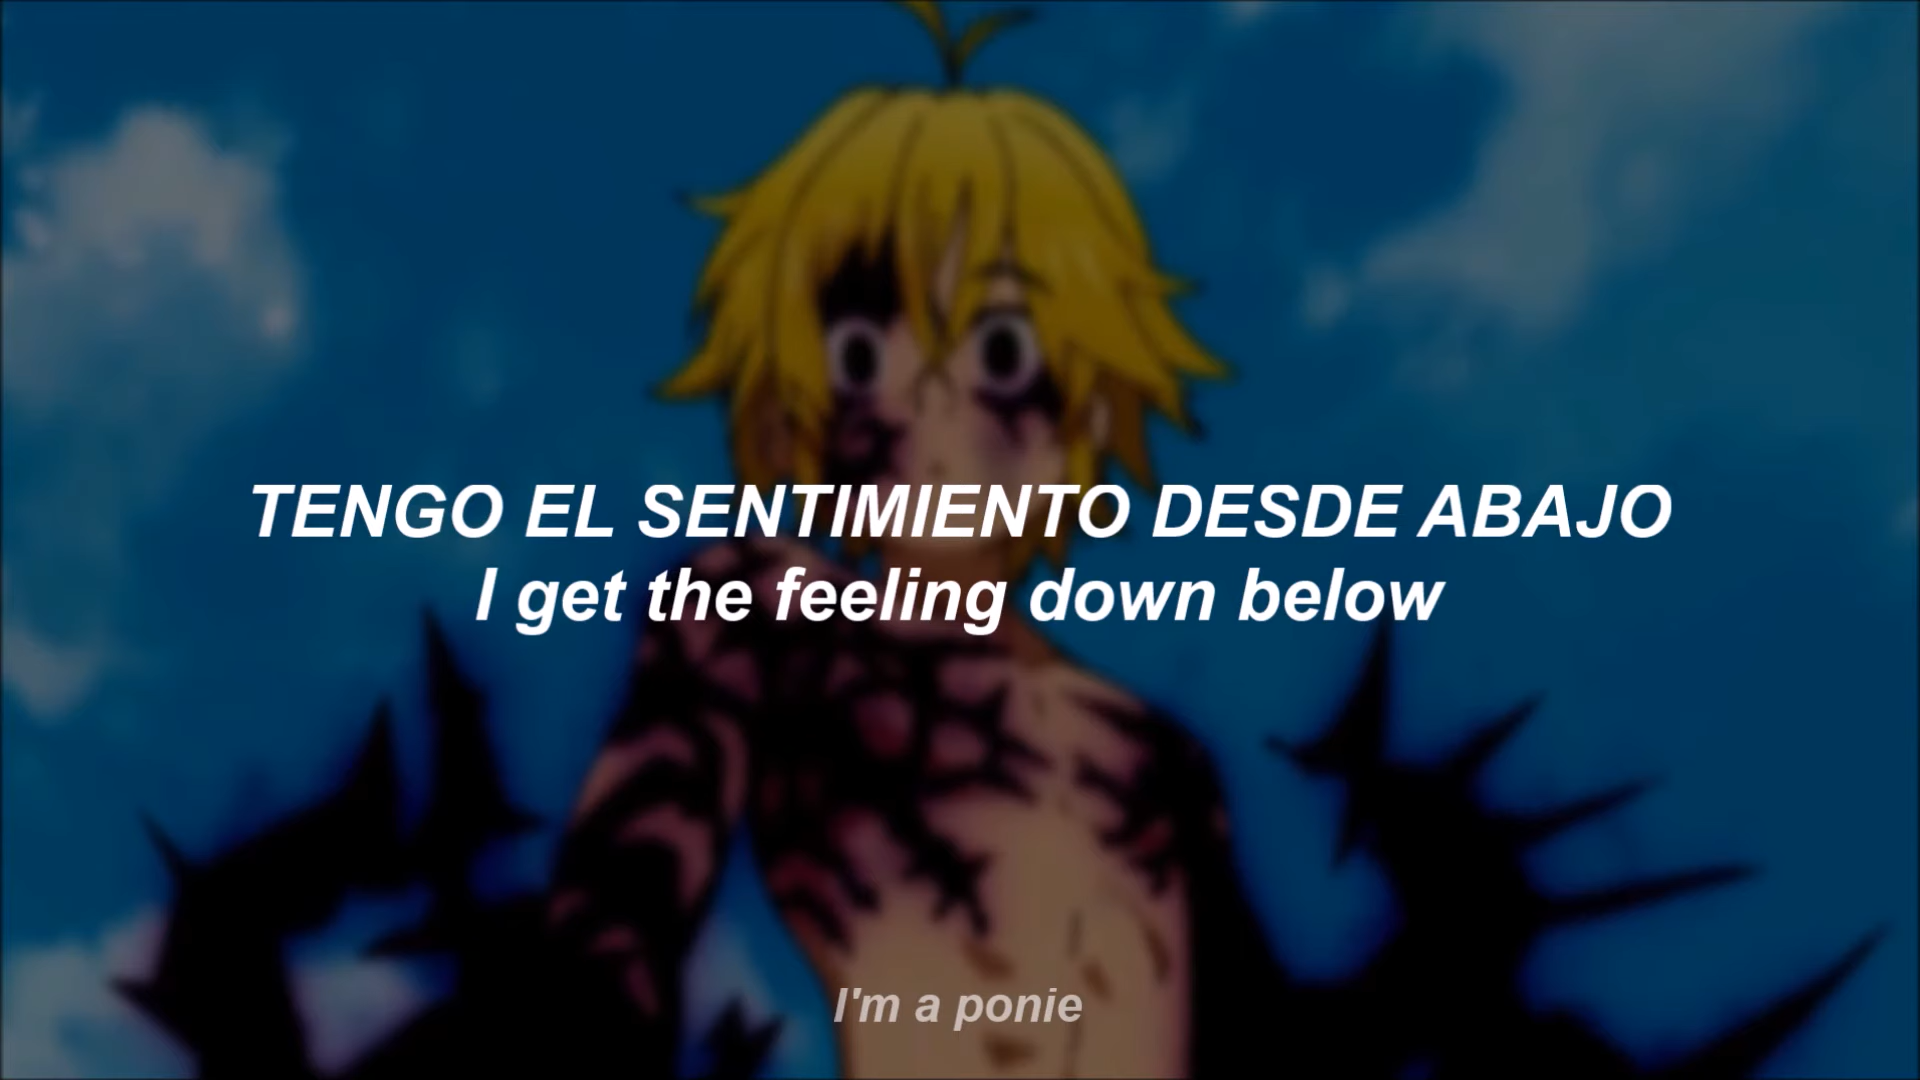 TENGO EL SENTIMIENTO DESDE ABAJO
I get the feeling down below
I'm a ponie